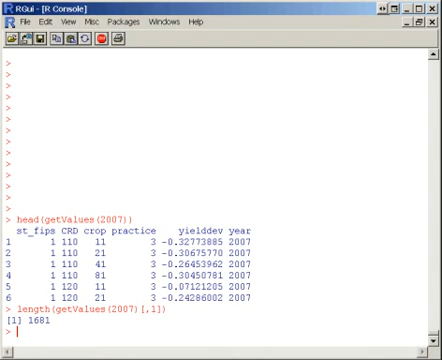 RGui - [R Console]
File Edit View Misc Packages Windows Help
>
>
>
>
>
>
>
>
>
>
>
>
>
>
> head(getValues(2007))
st_fips CRD crop practice yielddev year
1 1 110 11 3 -0.32773885 2007
2 1 110 21 3 -0.30675770 2007
3 1 110 41 3 -0.26453962 2007
4 1 110 81 3 -0.30450781 2007
5 1 120 11 3 -0.07121205 2007
6 1 120 21 3 -0.24286002 2007
> length(getValues(2007)[,1])
[1] 1681
>